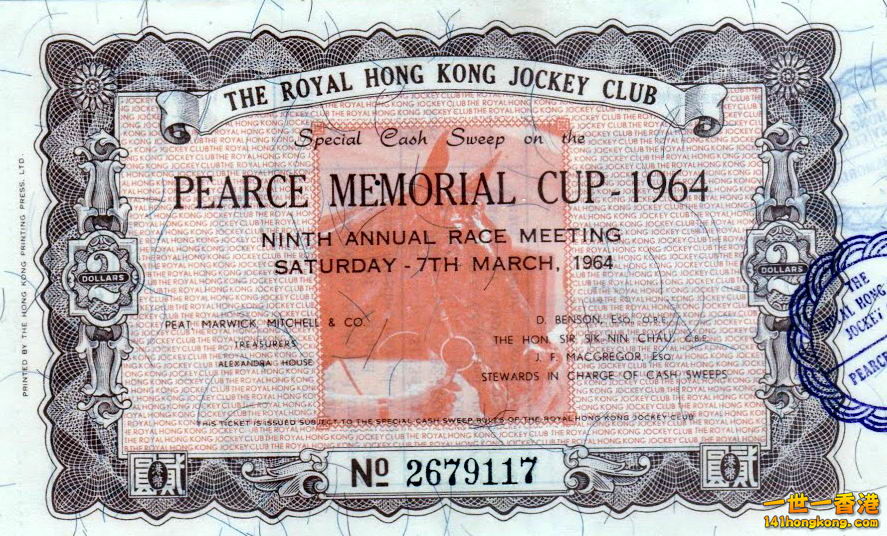 THE ROYAL HONG KONG JOCKEY CLUB
Special Cash Sweep on the
PEARCE MEMORIAL CUP 1964
NINTH ANNUAL RACE MEETING
SATURDAY - 7TH MARCH, 1964
PEAT MARWICK MITCHELL & CO.
TREASURERS
ALEXANDRA HOUSE
D. BENSON, ESQ., O.B.E.
THE HON. SIR SIK NIN CHAU, C.B.E.
J. F. MACGREGOR, ESQ.
STEWARDS IN CHARGE OF CASH SWEEPS
THIS TICKET IS ISSUED SUBJECT TO THE SPECIAL CASH SWEEP RULES OF THE ROYAL HONG KONG JOCKEY CLUB
2 DOLLARS
2 DOLLARS
圓貳
No 2679117
圓貳
PRINTED BY THE HONG KONG PRINTING PRESS, LTD.
THE
ROYAL HONG
JOCKEY
PEARC
一世一香港
141hongkong.com